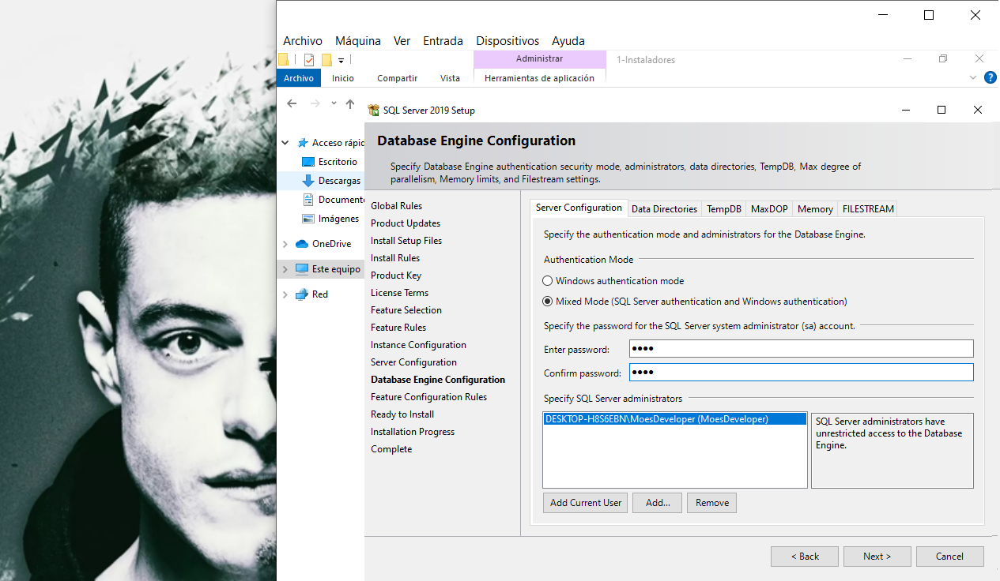 Archivo Máquina Ver Entrada Dispositivos Ayuda
Administrar 1-Instaladores
Archivo Inicio Compartir Vista Herramientas de aplicación
SQL Server 2019 Setup
Acceso rápid
Escritorio
Descargas
Documento
Imágenes
OneDrive
Este equipo
Red
Database Engine Configuration
Specify Database Engine authentication security mode, administrators, data directories, TempDB, Max degree of
parallelism, Memory limits, and Filestream settings.
Global Rules
Product Updates
Install Setup Files
Install Rules
Product Key
License Terms
Feature Selection
Feature Rules
Instance Configuration
Server Configuration
Database Engine Configuration
Feature Configuration Rules
Ready to Install
Installation Progress
Complete
Server Configuration Data Directories TempDB MaxDOP Memory FILESTREAM
Specify the authentication mode and administrators for the Database Engine.
Authentication Mode
Windows authentication mode
Mixed Mode (SQL Server authentication and Windows authentication)
Specify the password for the SQL Server system administrator (sa) account.
Enter password: ●●●●
Confirm password: ●●●●
Specify SQL Server administrators
DESKTOP-H8S6EBN\MoesDeveloper (MoesDeveloper)
SQL Server administrators have
unrestricted access to the Database
Engine.
Add Current User Add... Remove
< Back Next > Cancel